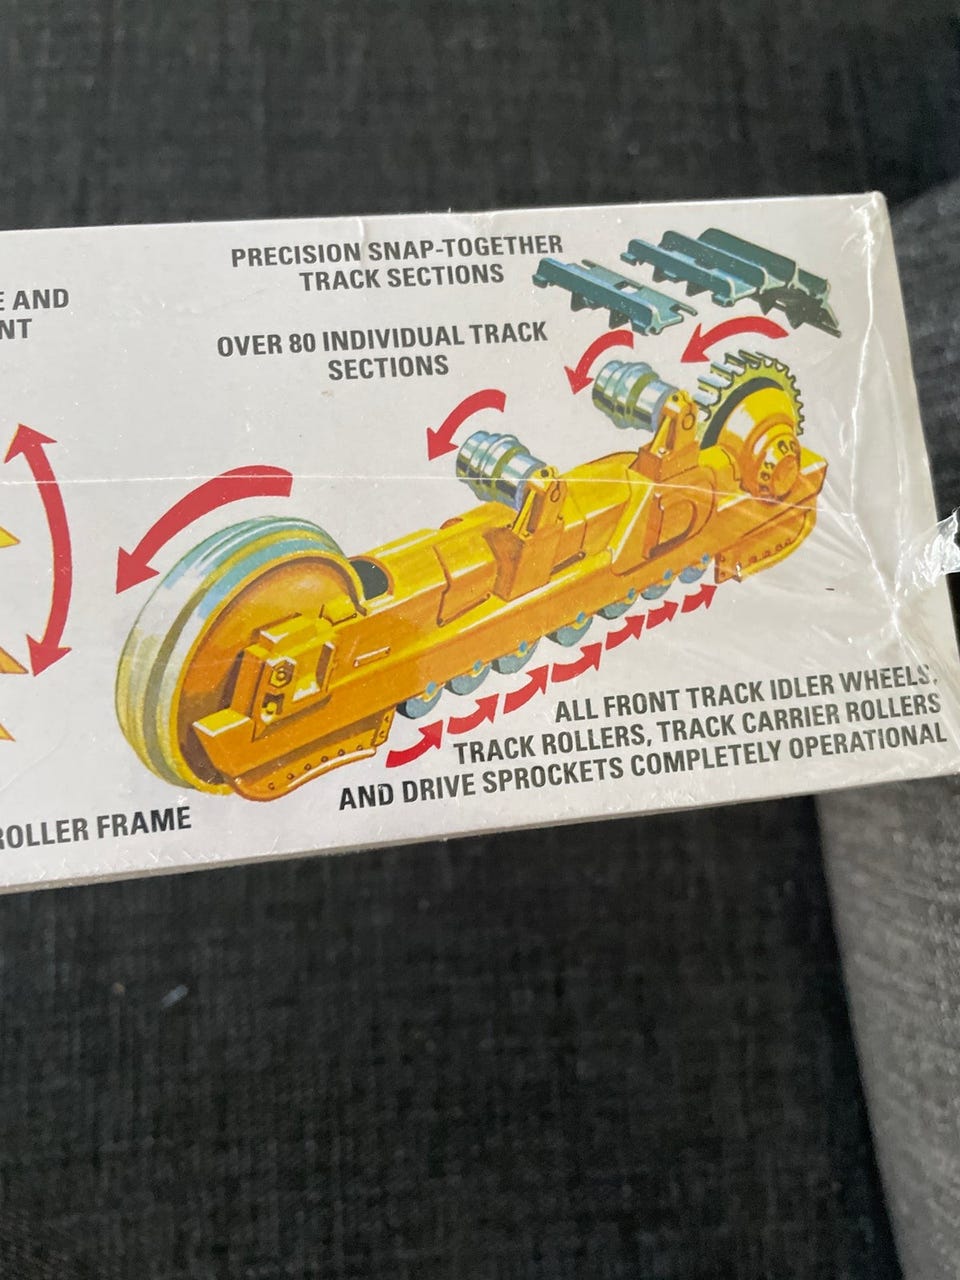 PRECISION SNAP-TOGETHER
TRACK SECTIONS
E AND
NT
OVER 80 INDIVIDUAL TRACK
SECTIONS
ALL FRONT TRACK IDLER WHEELS,
TRACK ROLLERS, TRACK CARRIER ROLLERS
AND DRIVE SPROCKETS COMPLETELY OPERATIONAL
ROLLER FRAME